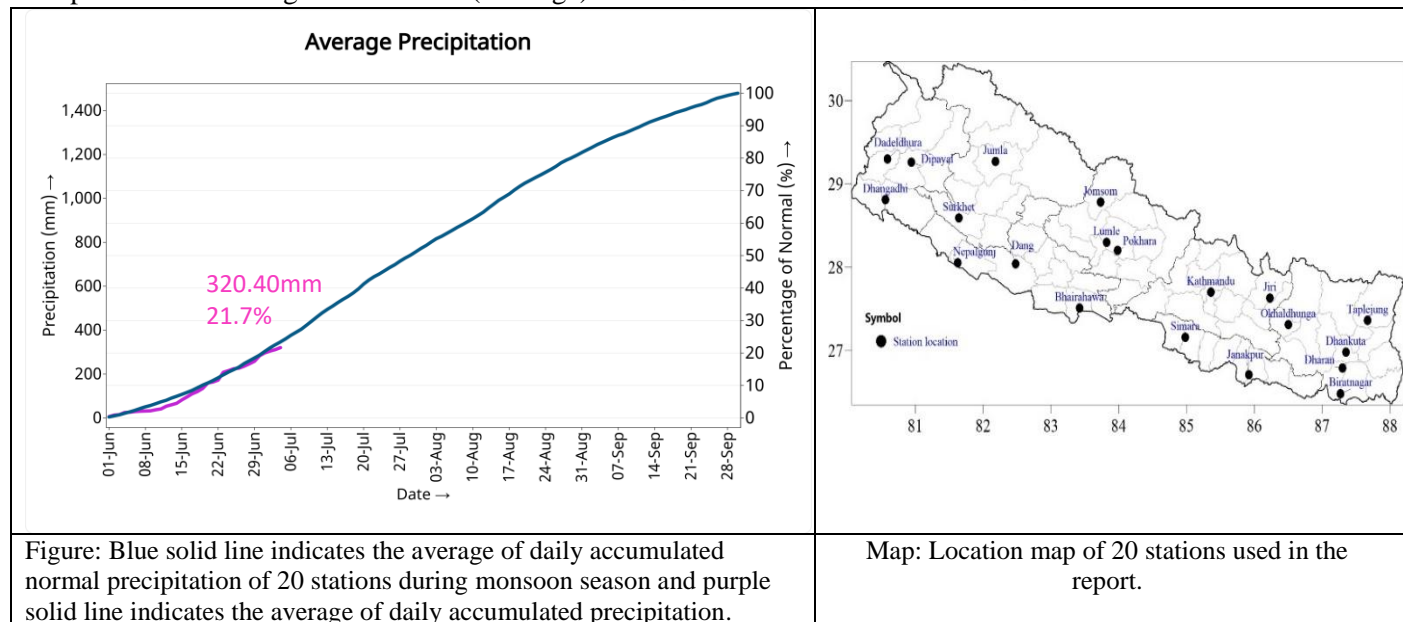 Average Precipitation
Precipitation (mm) →
1,400
1,200
1,000
800
600
400
200
0
320.40mm
21.7%
100
90
80
70
60
50
40
30
20
10
0
Percentage of Normal (%) →
01-Jun
08-Jun
15-Jun
22-Jun
29-Jun
06-Jul
13-Jul
20-Jul
27-Jul
03-Aug
10-Aug
17-Aug
24-Aug
31-Aug
07-Sep
14-Sep
21-Sep
28-Sep
Date →
30
29
28
27
Dadeldhura
Dipayal
Jumla
Dhangadhi
Surkhet
Jomsom
Lumle
Pokhara
Nepalgunj
Dang
Bhairahawa
Kathmandu
Jiri
Simara
Okhaldhunga
Taplejung
Janakpur
Dhankuta
Dharan
Biratnagar
Symbol
Station location
81
82
83
84
85
86
87
88
Figure: Blue solid line indicates the average of daily accumulated
normal precipitation of 20 stations during monsoon season and purple
solid line indicates the average of daily accumulated precipitation.
Map: Location map of 20 stations used in the
report.